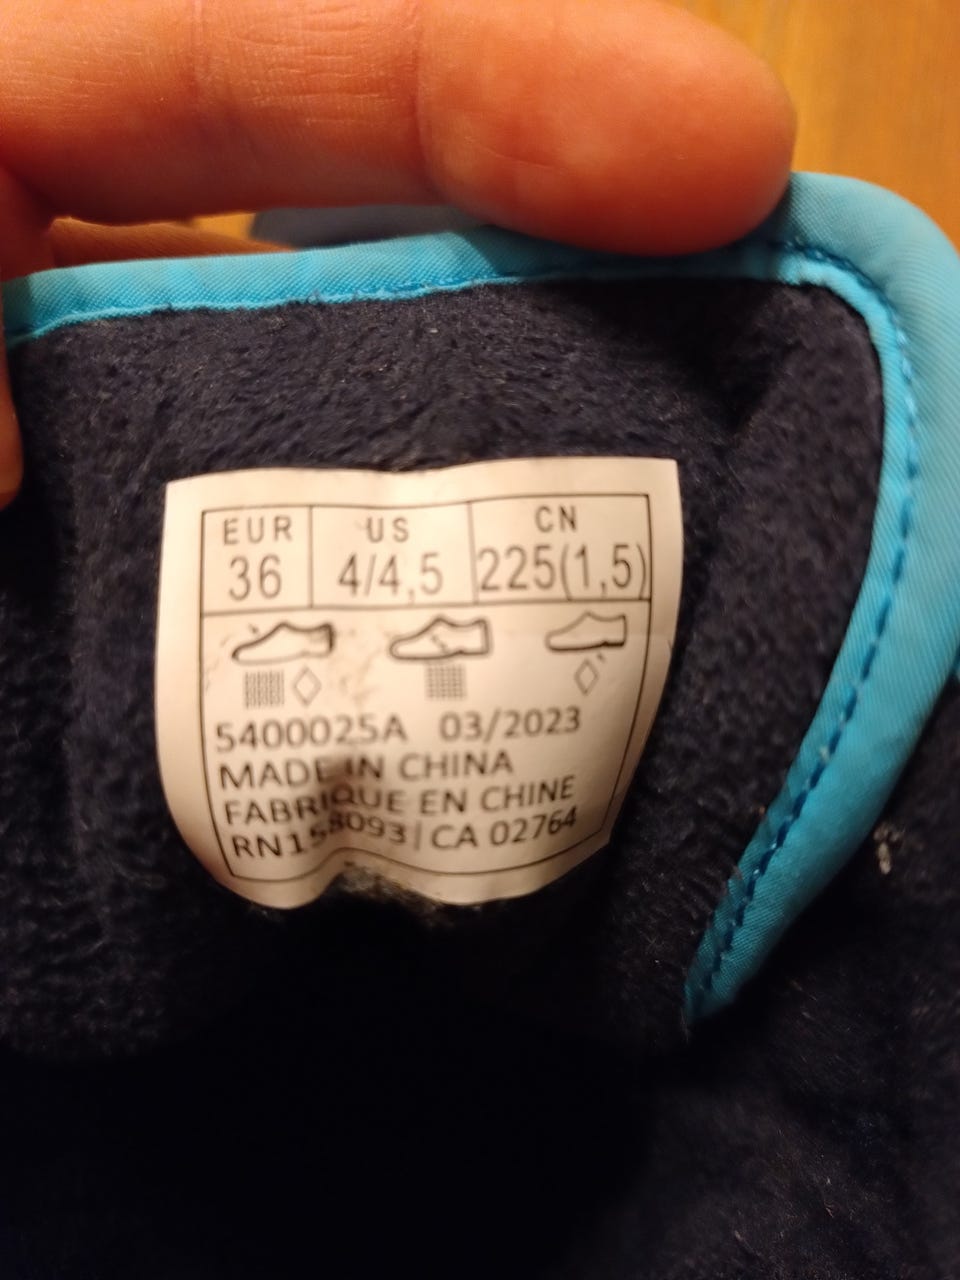 EUR US CN
36 4/4,5 225(1,5)
5400025A 03/2023
MADE IN CHINA
FABRIQUE EN CHINE
RN158093 | CA 02764